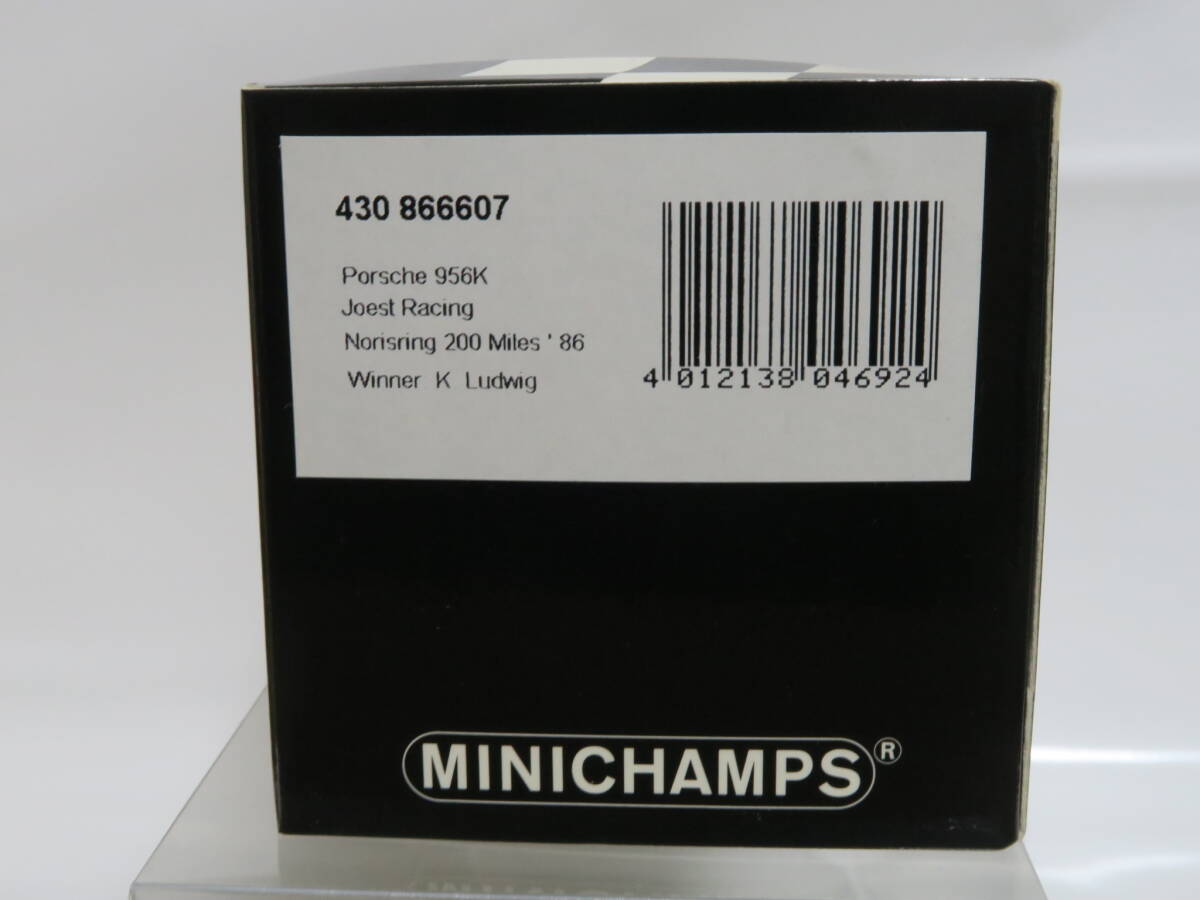 430 866607
Porsche 956K
Joest Racing
Norisring 200 Miles ' 86
Winner K Ludwig
4 012138 046924
MINICHAMPS®